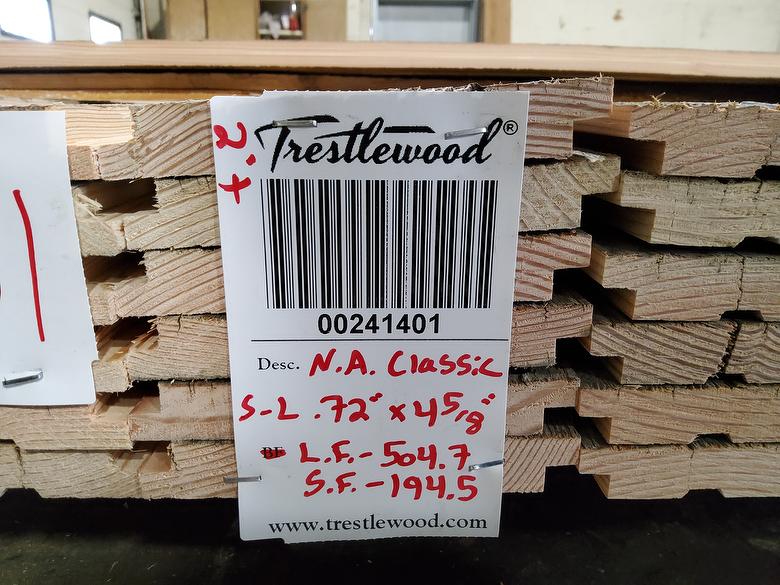 2'+
Trestlewood®
00241401
Desc. N.A. Classic
S-L .72" x 4 5/8"
BF L.F.- 504.7
S.F.- 194.5
www.trestlewood.com